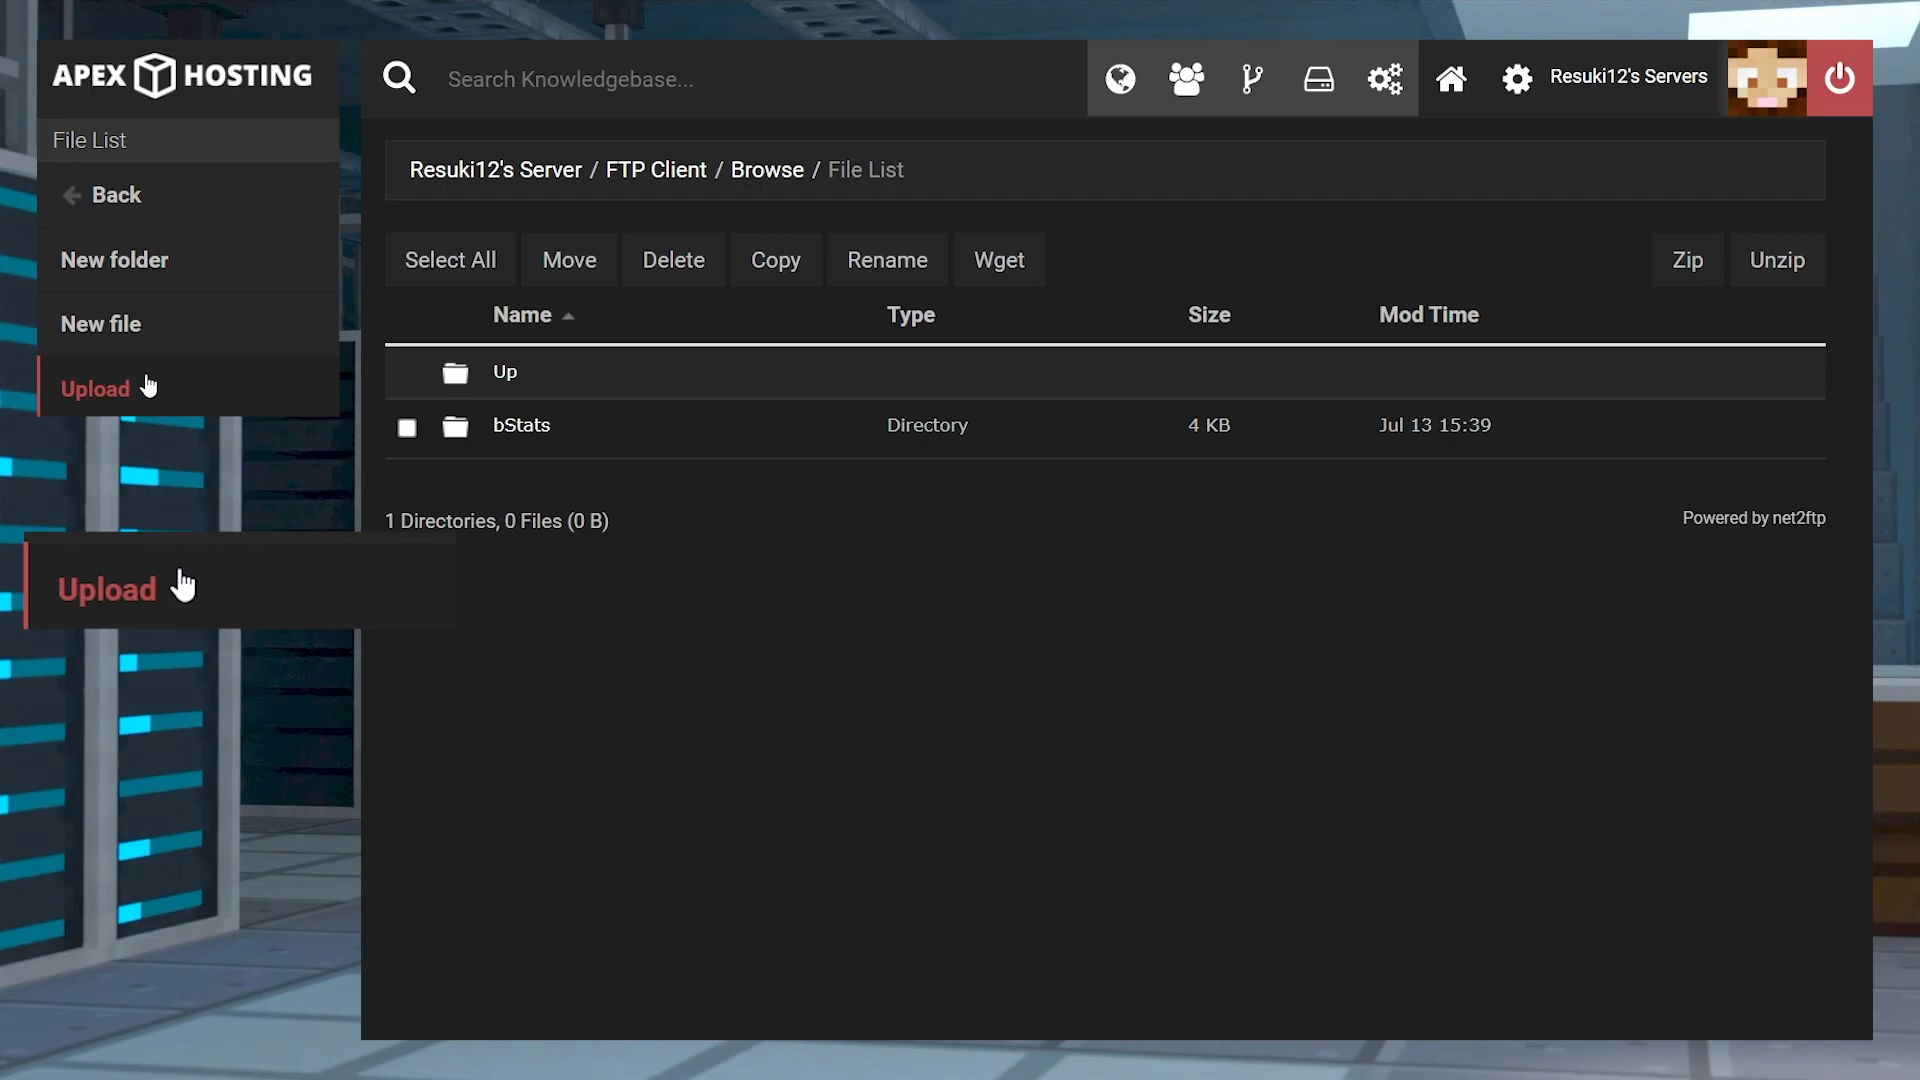 APEX HOSTING
Search Knowledgebase...
Resuki12's Servers
File List
Back
New folder
New file
Upload
Resuki12's Server / FTP Client / Browse / File List
Select All Move Delete Copy Rename Wget Zip Unzip
Name Type Size Mod Time
Up
bStats Directory 4 KB Jul 13 15:39
1 Directories, 0 Files (0 B)
Powered by net2ftp
Upload